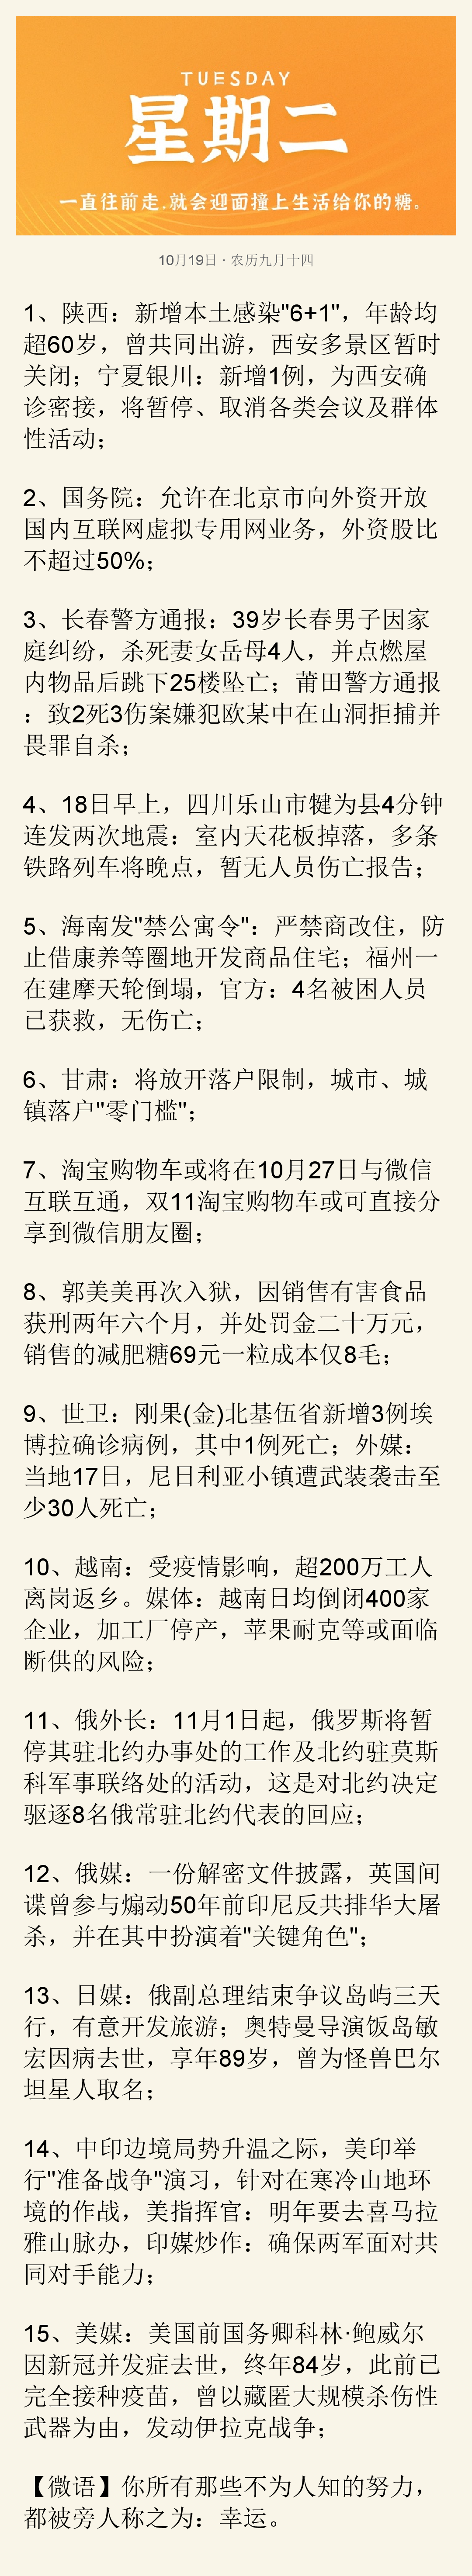 TUESDAY
星期二
一直往前走.就会迎面撞上生活给你的糖。
10月19日 · 农历九月十四
1、陕西：新增本土感染"6+1"，年龄均
超60岁，曾共同出游，西安多景区暂时
关闭；宁夏银川：新增1例，为西安确
诊密接，将暂停、取消各类会议及群体
性活动；
2、国务院：允许在北京市向外资开放
国内互联网虚拟专用网业务，外资股比
不超过50%；
3、长春警方通报：39岁长春男子因家
庭纠纷，杀死妻女岳母4人，并点燃屋
内物品后跳下25楼坠亡；莆田警方通报
：致2死3伤案嫌犯欧某中在山洞拒捕并
畏罪自杀；
4、18日早上，四川乐山市犍为县4分钟
连发两次地震：室内天花板掉落，多条
铁路列车将晚点，暂无人员伤亡报告；
5、海南发"禁公寓令"：严禁商改住，防
止借康养等圈地开发商品住宅；福州一
在建摩天轮倒塌，官方：4名被困人员
已获救，无伤亡；
6、甘肃：将放开落户限制，城市、城
镇落户"零门槛"；
7、淘宝购物车或将在10月27日与微信
互联互通，双11淘宝购物车或可直接分
享到微信朋友圈；
8、郭美美再次入狱，因销售有害食品
获刑两年六个月，并处罚金二十万元，
销售的减肥糖69元一粒成本仅8毛；
9、世卫：刚果(金)北基伍省新增3例埃
博拉确诊病例，其中1例死亡；外媒：
当地17日，尼日利亚小镇遭武装袭击至
少30人死亡；
10、越南：受疫情影响，超200万工人
离岗返乡。媒体：越南日均倒闭400家
企业，加工厂停产，苹果耐克等或面临
断供的风险；
11、俄外长：11月1日起，俄罗斯将暂
停其驻北约办事处的工作及北约驻莫斯
科军事联络处的活动，这是对北约决定
驱逐8名俄常驻北约代表的回应；
12、俄媒：一份解密文件披露，英国间
谍曾参与煽动50年前印尼反共排华大屠
杀，并在其中扮演着"关键角色"；
13、日媒：俄副总理结束争议岛屿三天
行，有意开发旅游；奥特曼导演饭岛敏
宏因病去世，享年89岁，曾为怪兽巴尔
坦星人取名；
14、中印边境局势升温之际，美印举
行"准备战争"演习，针对在寒冷山地环
境的作战，美指挥官：明年要去喜马拉
雅山脉办，印媒炒作：确保两军面对共
同对手能力；
15、美媒：美国前国务卿科林·鲍威尔
因新冠并发症去世，终年84岁，此前已
完全接种疫苗，曾以藏匿大规模杀伤性
武器为由，发动伊拉克战争；
【微语】你所有那些不为人知的努力，
都被旁人称之为：幸运。